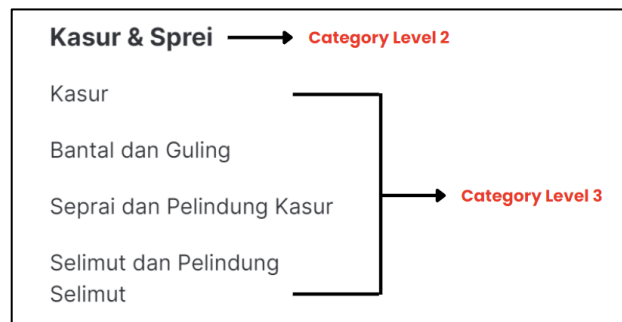 Kasur & Sprei
Category Level 2
Kasur
Bantal dan Guling
Seprai dan Pelindung Kasur
Category Level 3
Selimut dan Pelindung
Selimut